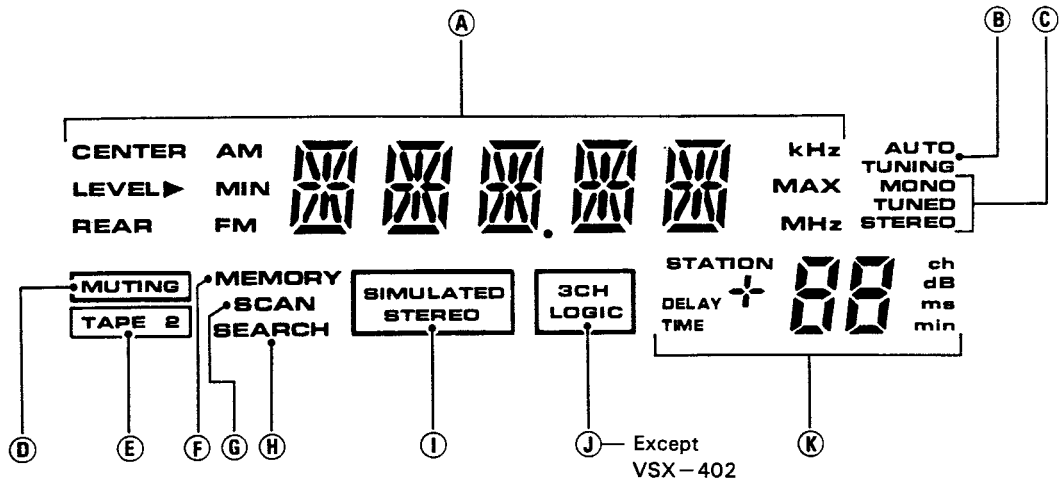 A
B
C
CENTER AM kHz AUTO
TUNING
LEVEL▶ MIN MAX MONO
TUNED
REAR FM . MHz STEREO
MUTING
TAPE 2
MEMORY
SCAN
SEARCH
SIMULATED
STEREO
3CH
LOGIC
STATION
DELAY
TIME
+ 88
ch
dB
ms
min
D
E
F
G
H
I
J — Except
VSX-402
K